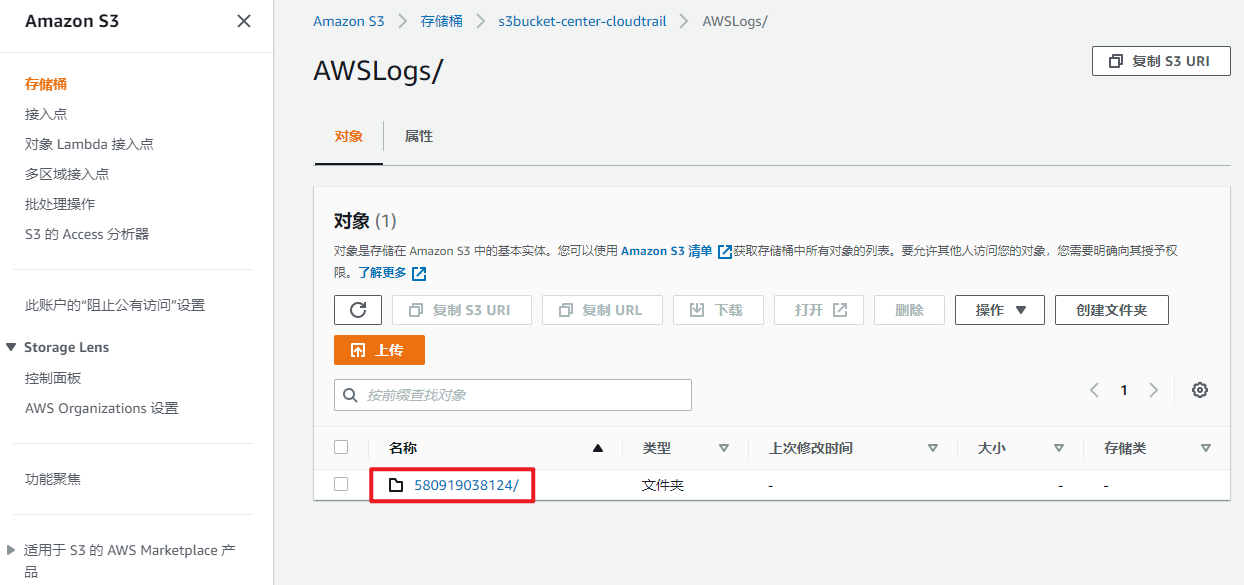 Amazon S3
存储桶
接入点
对象 Lambda 接入点
多区域接入点
批处理操作
S3 的 Access 分析器
此账户的“阻止公有访问”设置
Storage Lens
控制面板
AWS Organizations 设置
功能聚焦
适用于 S3 的 AWS Marketplace 产
品
Amazon S3 > 存储桶 > s3bucket-center-cloudtrail > AWSLogs/
AWSLogs/
复制 S3 URI
对象 属性
对象 (1)
对象是存储在 Amazon S3 中的基本实体。您可以使用 Amazon S3 清单 获取存储桶中所有对象的列表。要允许其他人访问您的对象，您需要明确向其授予权
限。了解更多
复制 S3 URI 复制 URL 下载 打开 删除 操作 创建文件夹
上传
按前缀查找对象 1
名称 类型 上次修改时间 大小 存储类
580919038124/ 文件夹 - - -